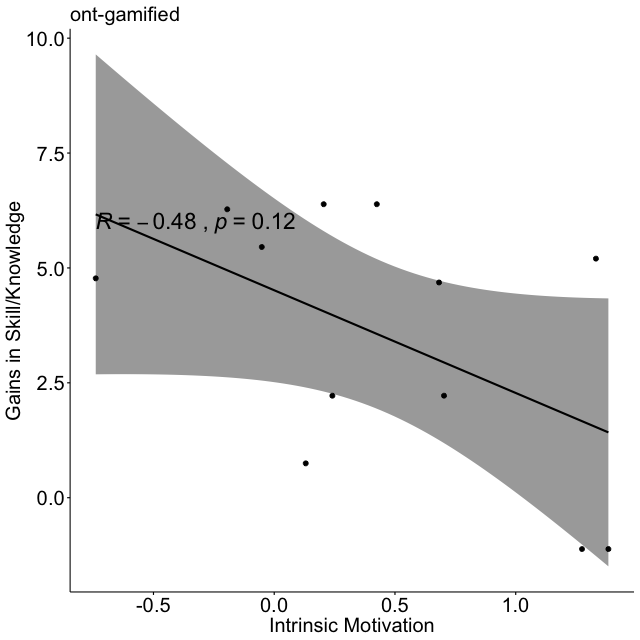 ont-gamified
10.0
7.5
5.0
2.5
0.0
Gains in Skill/Knowledge
R = −0.48 , p = 0.12
-0.5 0.0 0.5 1.0
Intrinsic Motivation